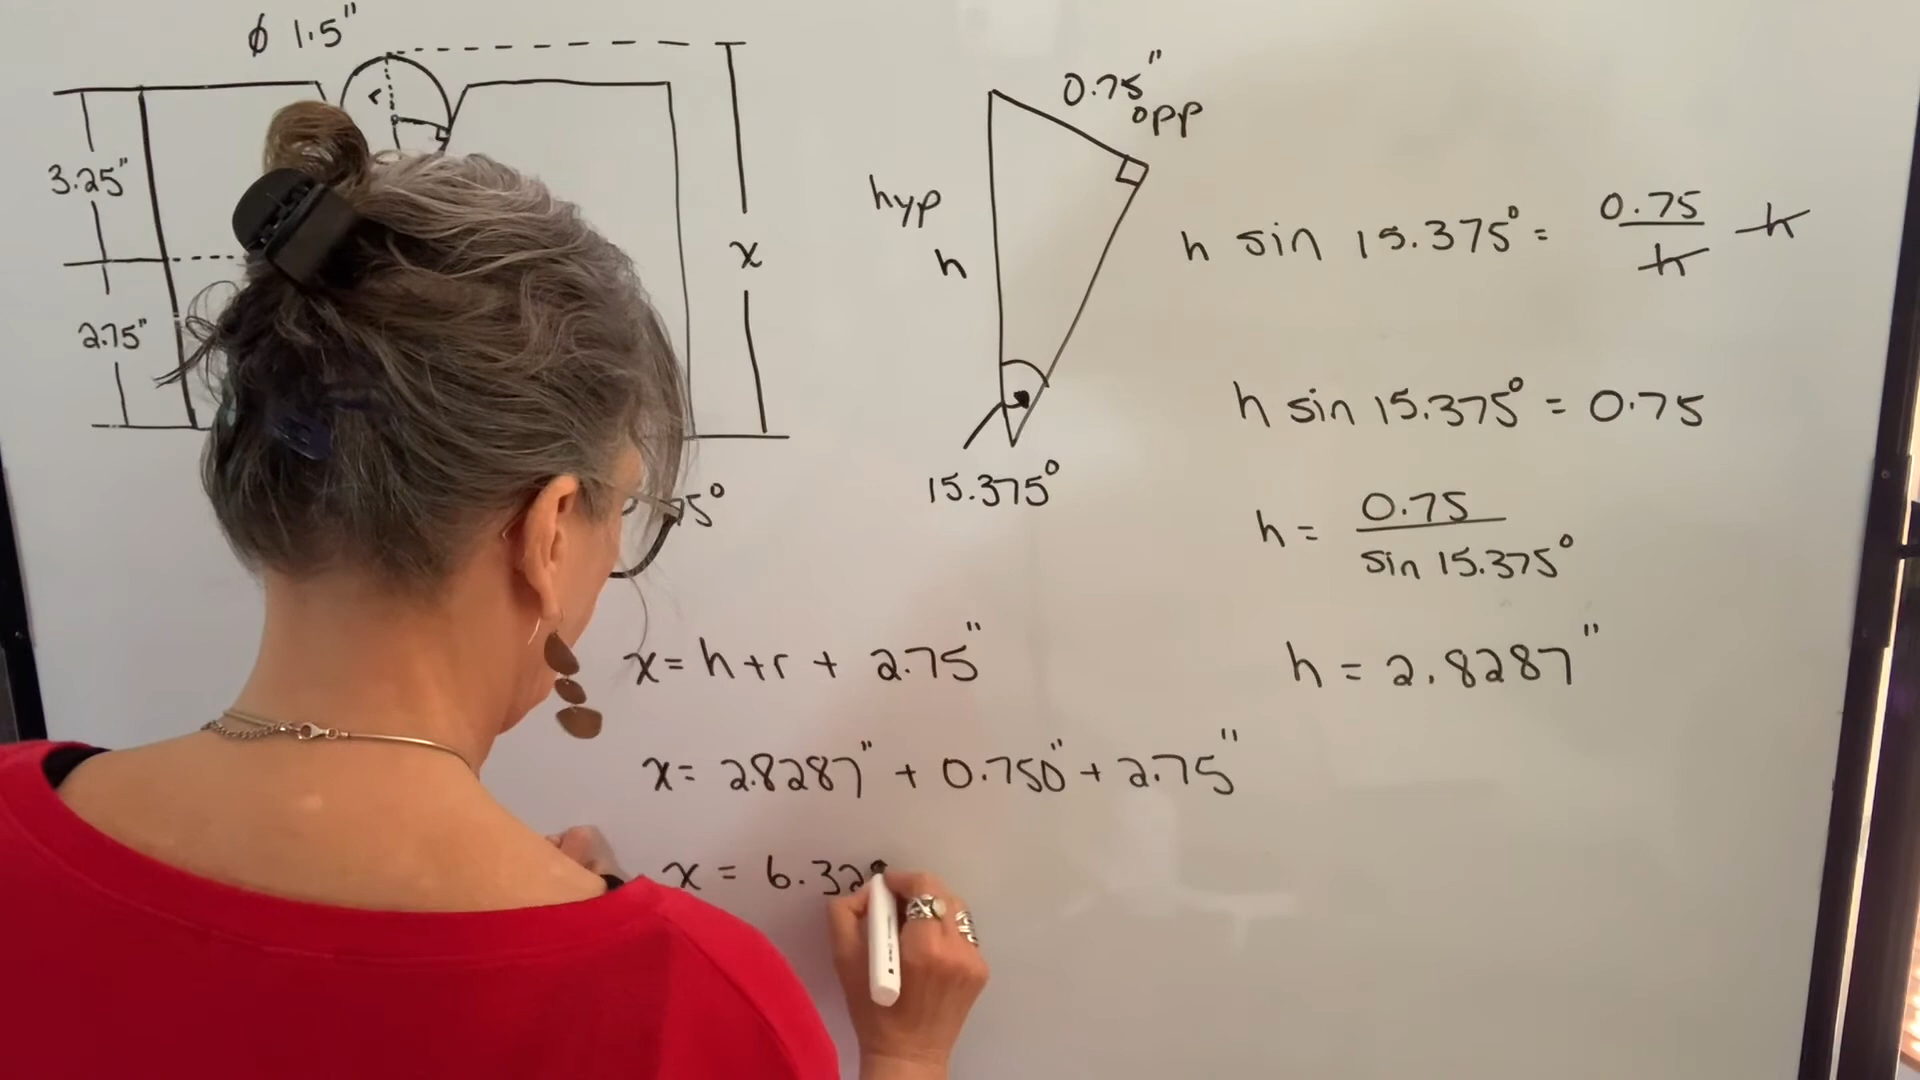 ϕ 1.5"
r
3.25"
2.75"
x
75°
0.75"
opp
hyp
h
15.375°
h sin 15.375° = 0.75/h h
h sin 15.375° = 0.75
h = 0.75/sin 15.375°
h = 2.8287"
x = h + r + 2.75"
x = 2.8287" + 0.750" + 2.75"
x = 6.32